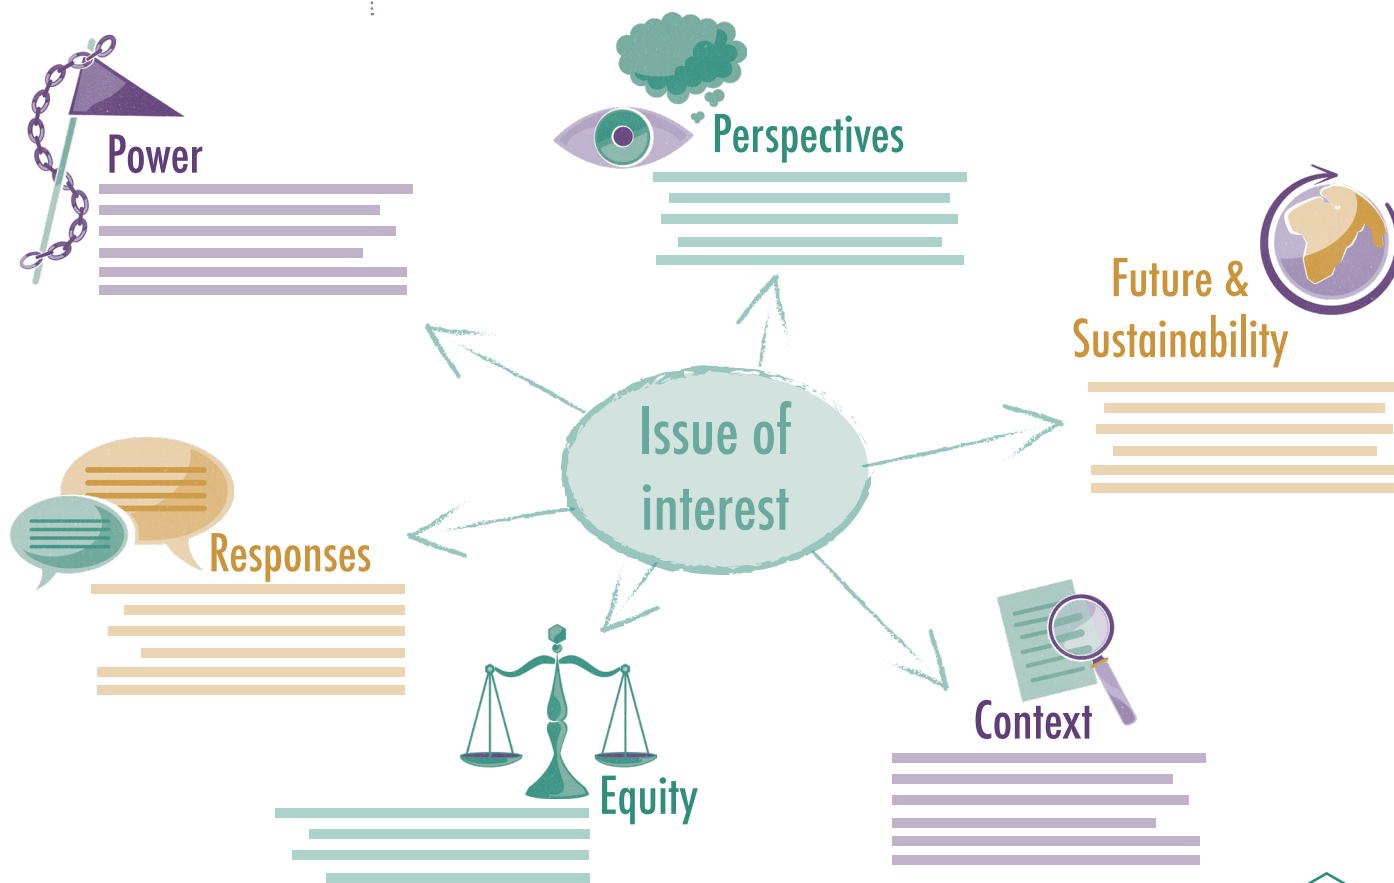 Power
Perspectives
Future &
Sustainability
Issue of
interest
Responses
Equity
Context